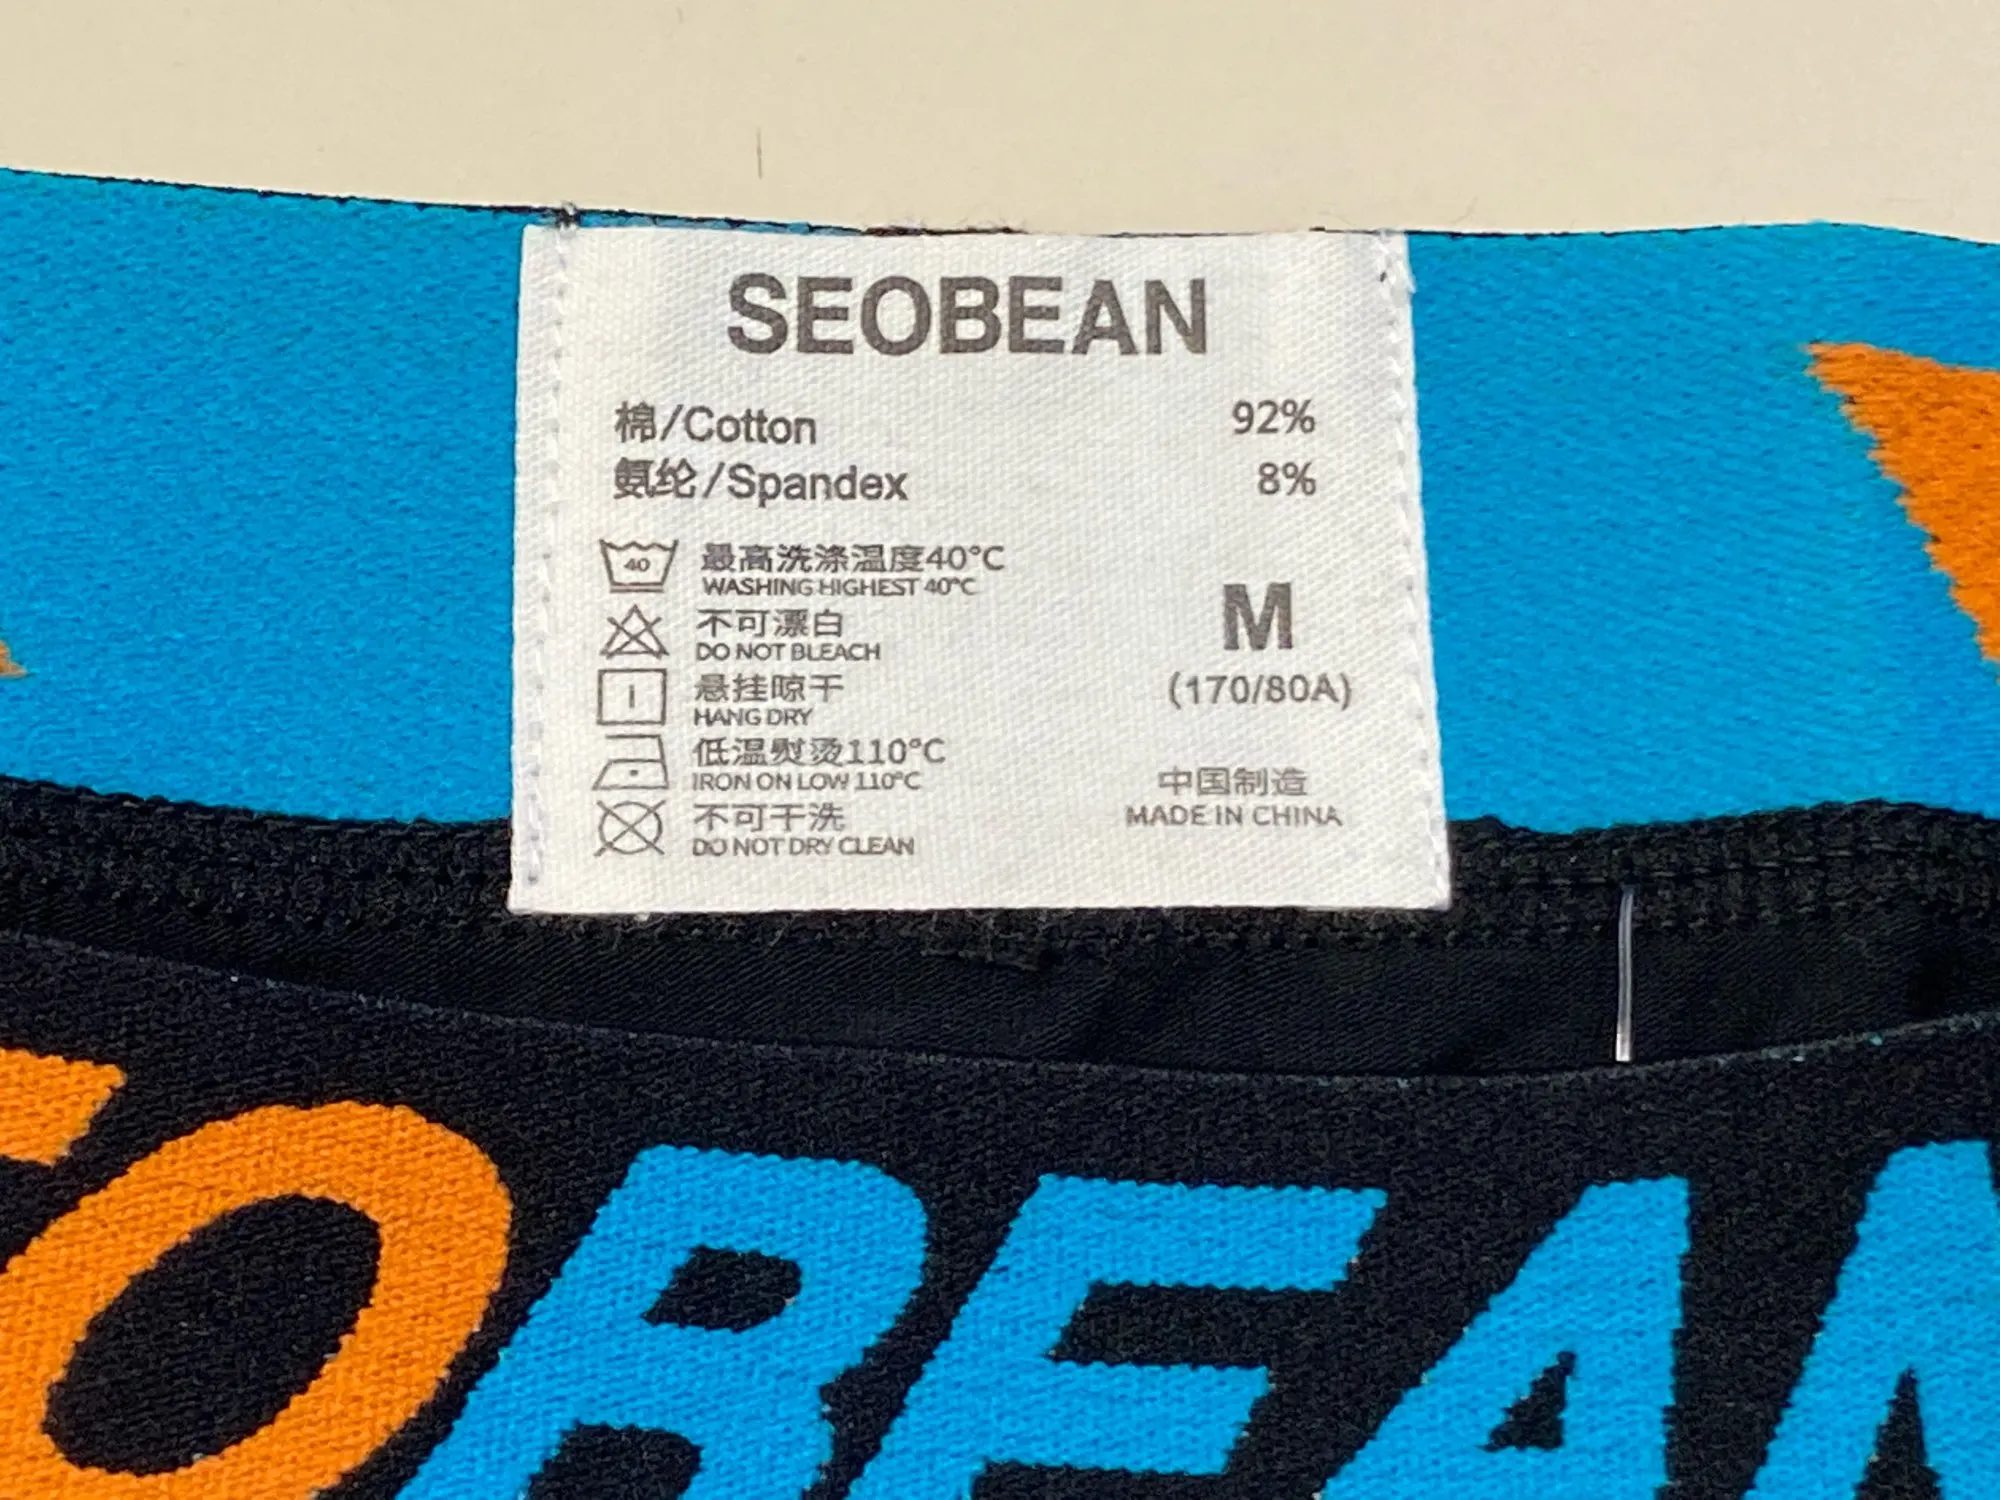 SEOBEAN
棉/Cotton 92%
氨纶/Spandex 8%
40
最高洗涤温度40°C
WASHING HIGHEST 40°C
不可漂白
DO NOT BLEACH
悬挂晾干
HANG DRY
低温熨烫110°C
IRON ON LOW 110°C
不可干洗
DO NOT DRY CLEAN
M
(170/80A)
中国制造
MADE IN CHINA
EOBEAN